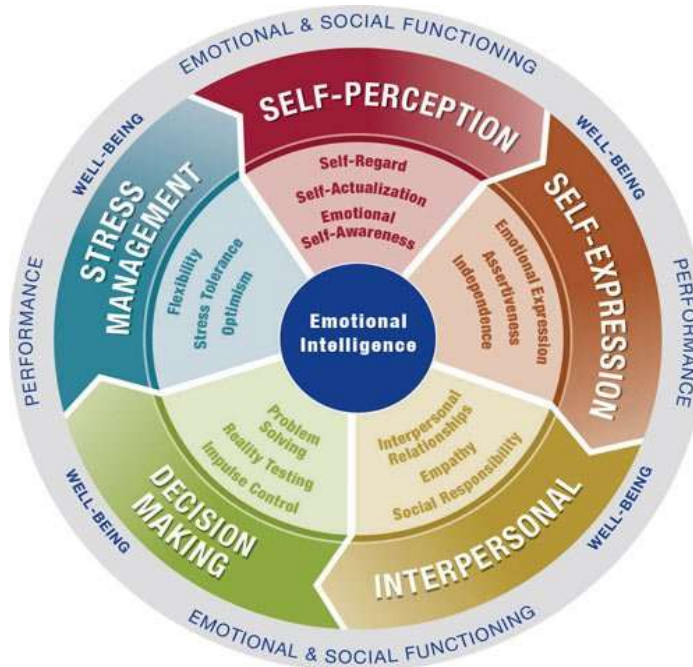 EMOTIONAL & SOCIAL FUNCTIONING
WELL-BEING
WELL-BEING
PERFORMANCE
PERFORMANCE
SELF-PERCEPTION
Self-Regard
Self-Actualization
Emotional
Self-Awareness
SELF-EXPRESSION
Emotional Expression
Assertiveness
Independence
INTERPERSONAL
Interpersonal
Relationships
Empathy
Social Responsibility
DECISION
MAKING
Problem
Solving
Reality Testing
Impulse Control
STRESS
MANAGEMENT
Flexibility
Stress Tolerance
Optimism
Emotional
Intelligence
WELL-BEING
WELL-BEING
EMOTIONAL & SOCIAL FUNCTIONING